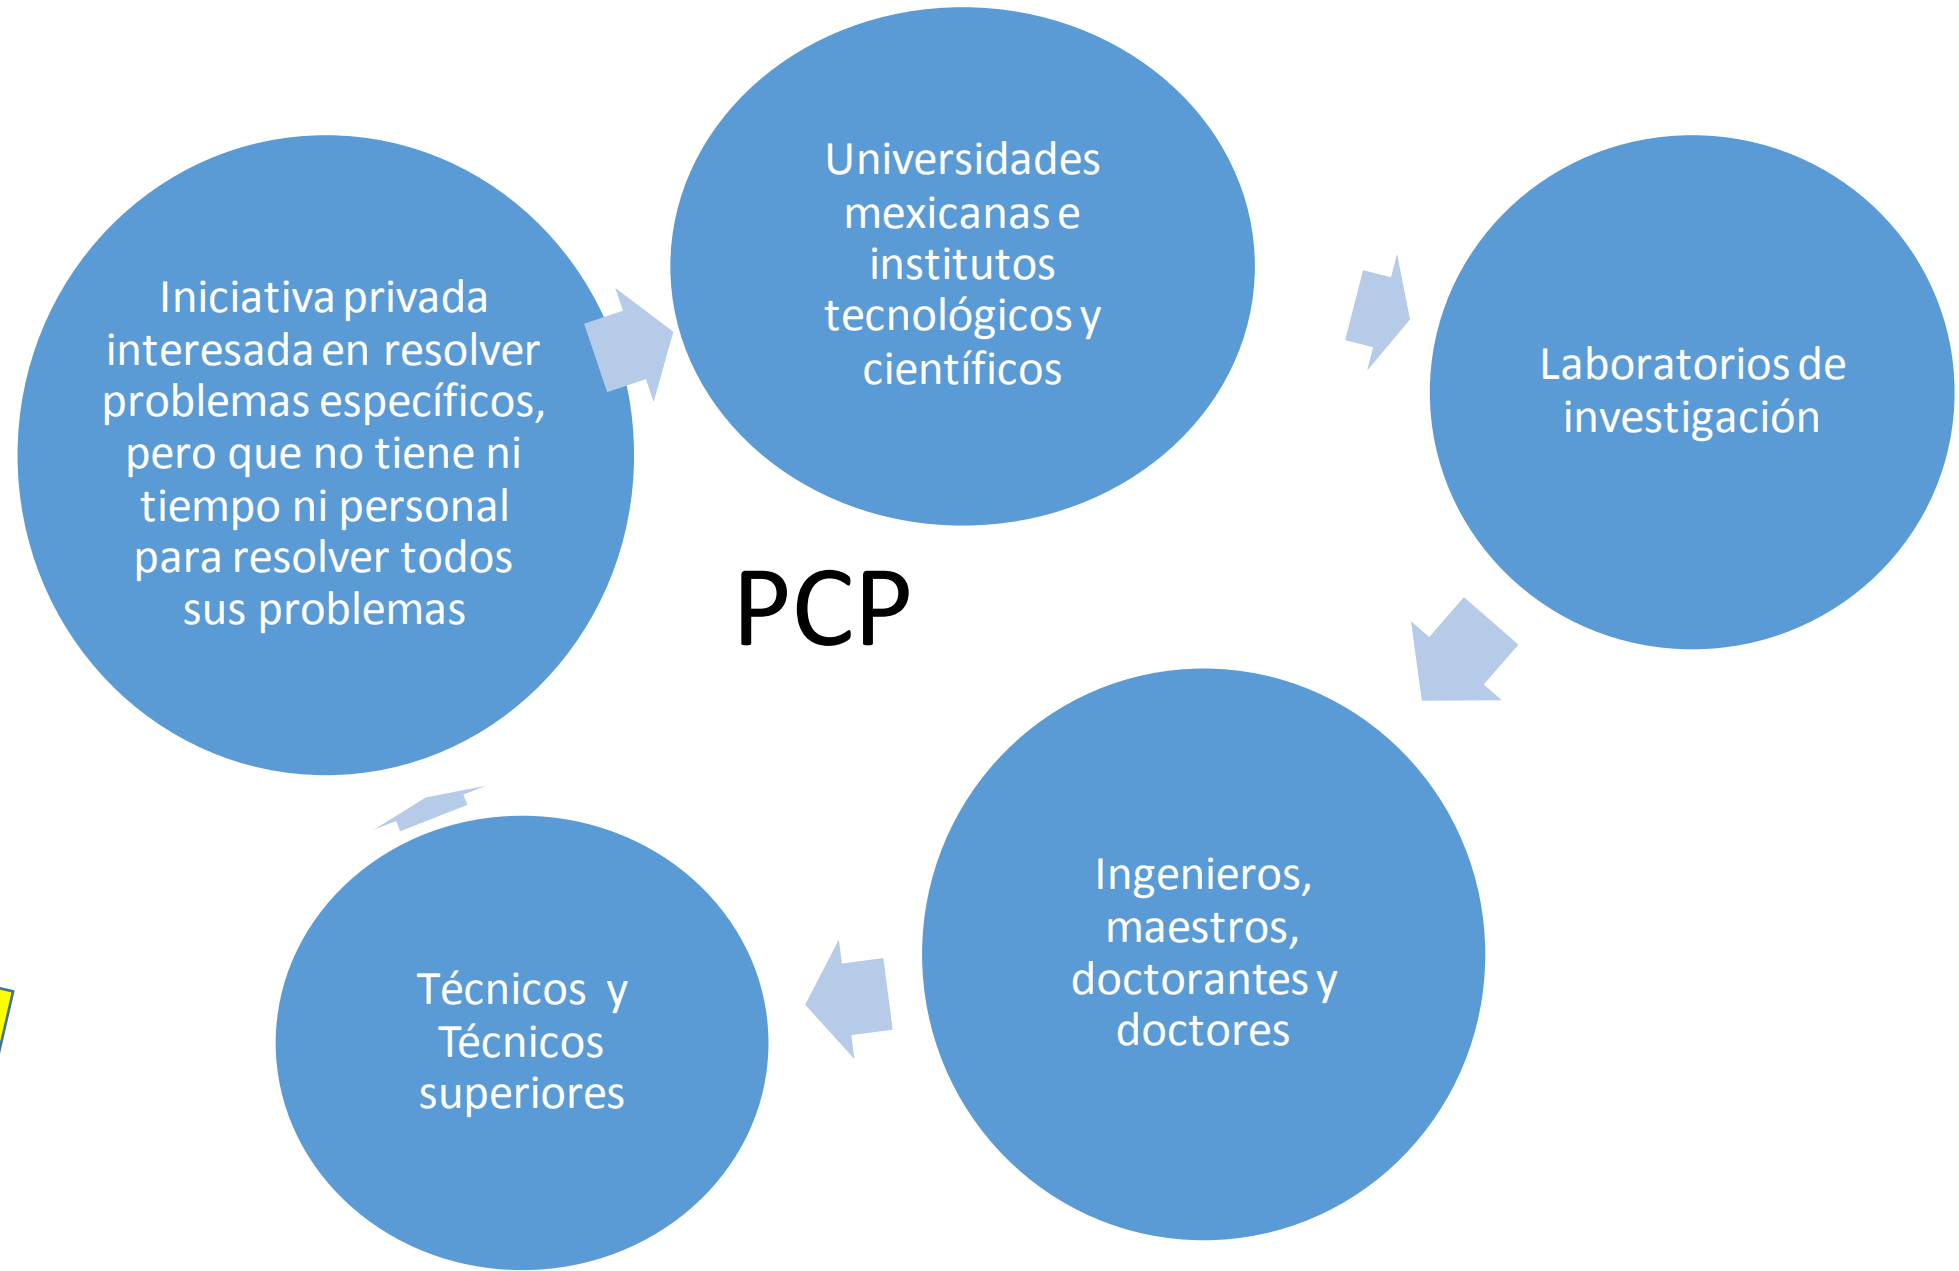 Iniciativa privada
interesada en resolver
problemas específicos,
pero que no tiene ni
tiempo ni personal
para resolver todos
sus problemas
Universidades
mexicanas e
institutos
tecnológicos y
científicos
Laboratorios de
investigación
Ingenieros,
maestros,
doctorantes y
doctores
Técnicos y
Técnicos
superiores
PCP